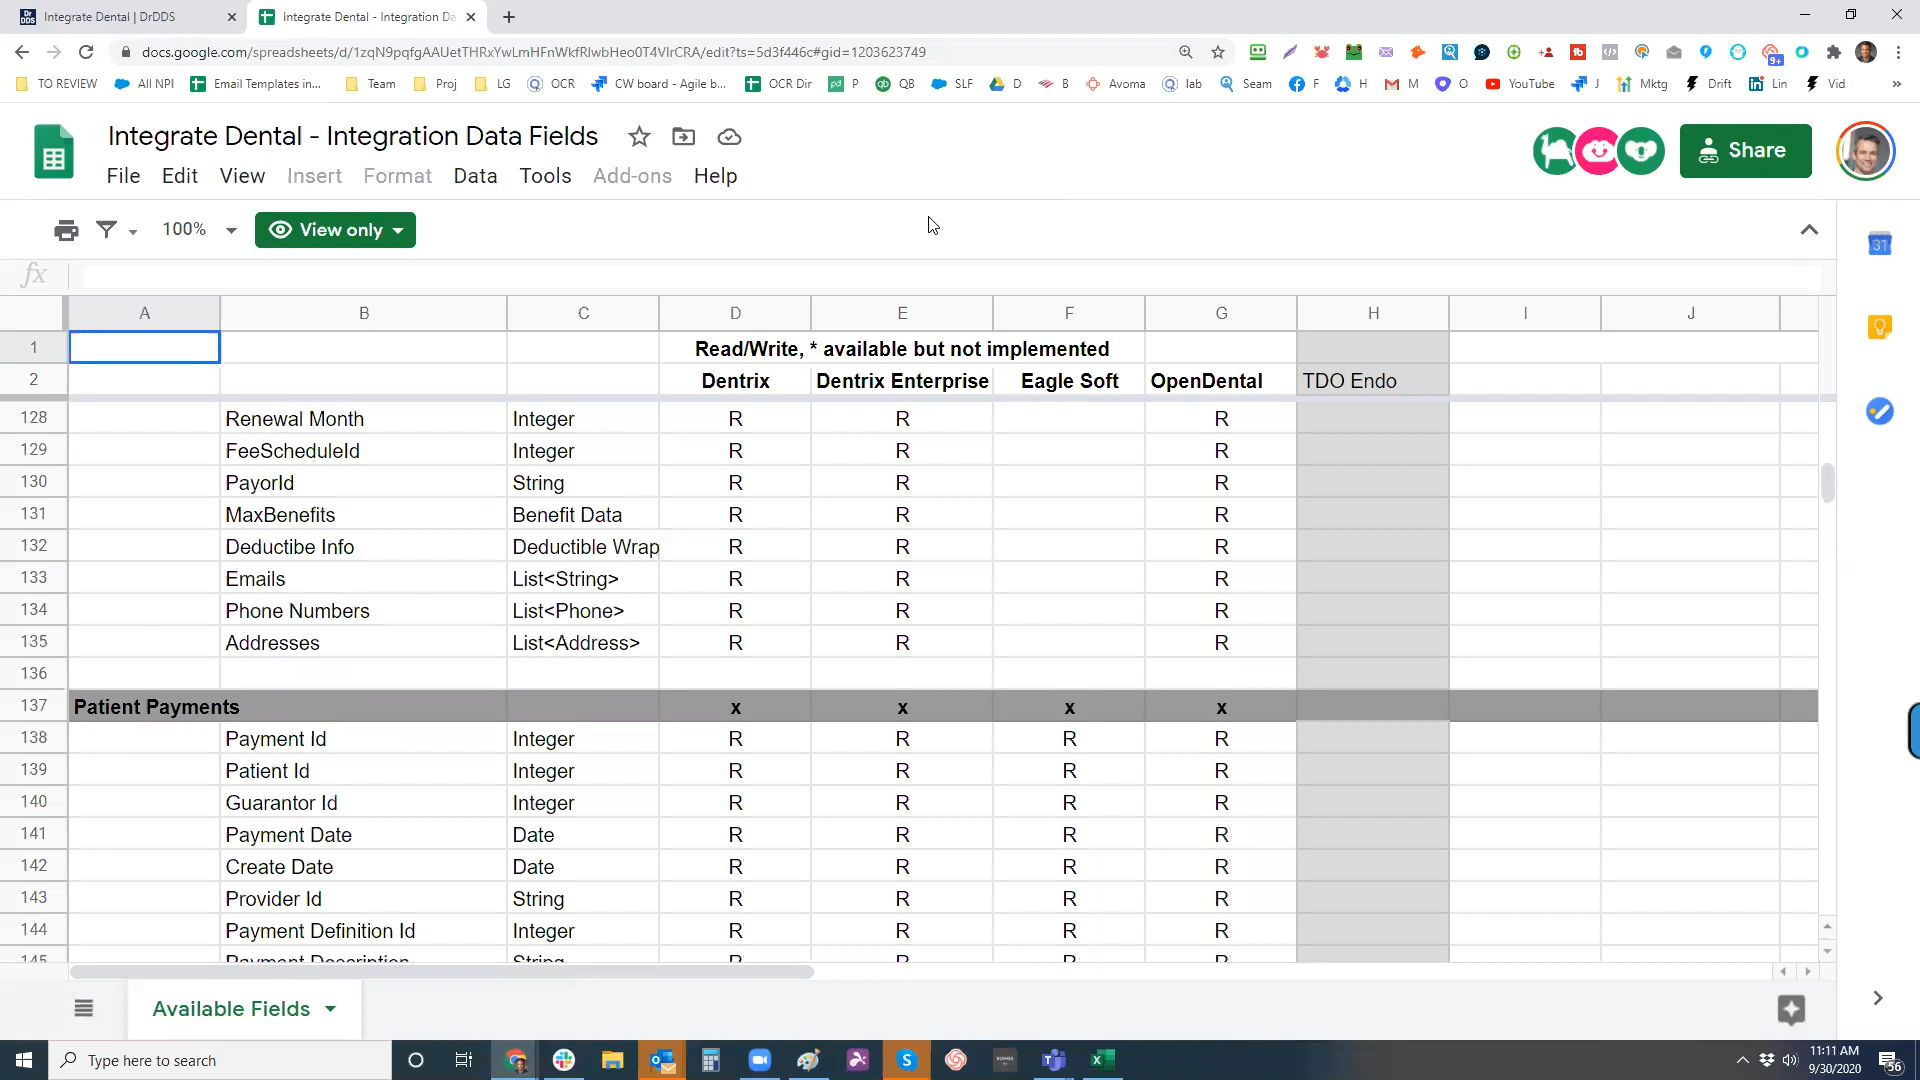 Integrate Dental | DrDDS
Integrate Dental - Integration Da
docs.google.com/spreadsheets/d/1zqN9pqfgAAUetTHRxYwLmHFnWkfRlwbHeo0T4VIrCRA/edit?ts=5d3f446c#gid=1203623749
9+
TO REVIEW All NPI Email Templates in... Team Proj LG OCR CW board - Agile b... OCR Dir P QB SLF D B Avoma lab Seam F H M O YouTube J Mktg Drift Lin Vid
Integrate Dental - Integration Data Fields
Share
File Edit View Insert Format Data Tools Add-ons Help
100% View only
31
fx
A B C D E F G H I J
1 Read/Write, * available but not implemented
2 Dentrix Dentrix Enterprise Eagle Soft OpenDental TDO Endo
128 Renewal Month Integer R R R
129 FeeScheduleId Integer R R R
130 PayorId String R R R
131 MaxBenefits Benefit Data R R R
132 Deductibe Info Deductible Wrap R R R
133 Emails List<String> R R R
134 Phone Numbers List<Phone> R R R
135 Addresses List<Address> R R R
136
137 Patient Payments x x x x
138 Payment Id Integer R R R R
139 Patient Id Integer R R R R
140 Guarantor Id Integer R R R R
141 Payment Date Date R R R R
142 Create Date Date R R R R
143 Provider Id String R R R R
144 Payment Definition Id Integer R R R R
145 Payment Description String R R R R
Available Fields
Type here to search
11:11 AM
9/30/2020
56